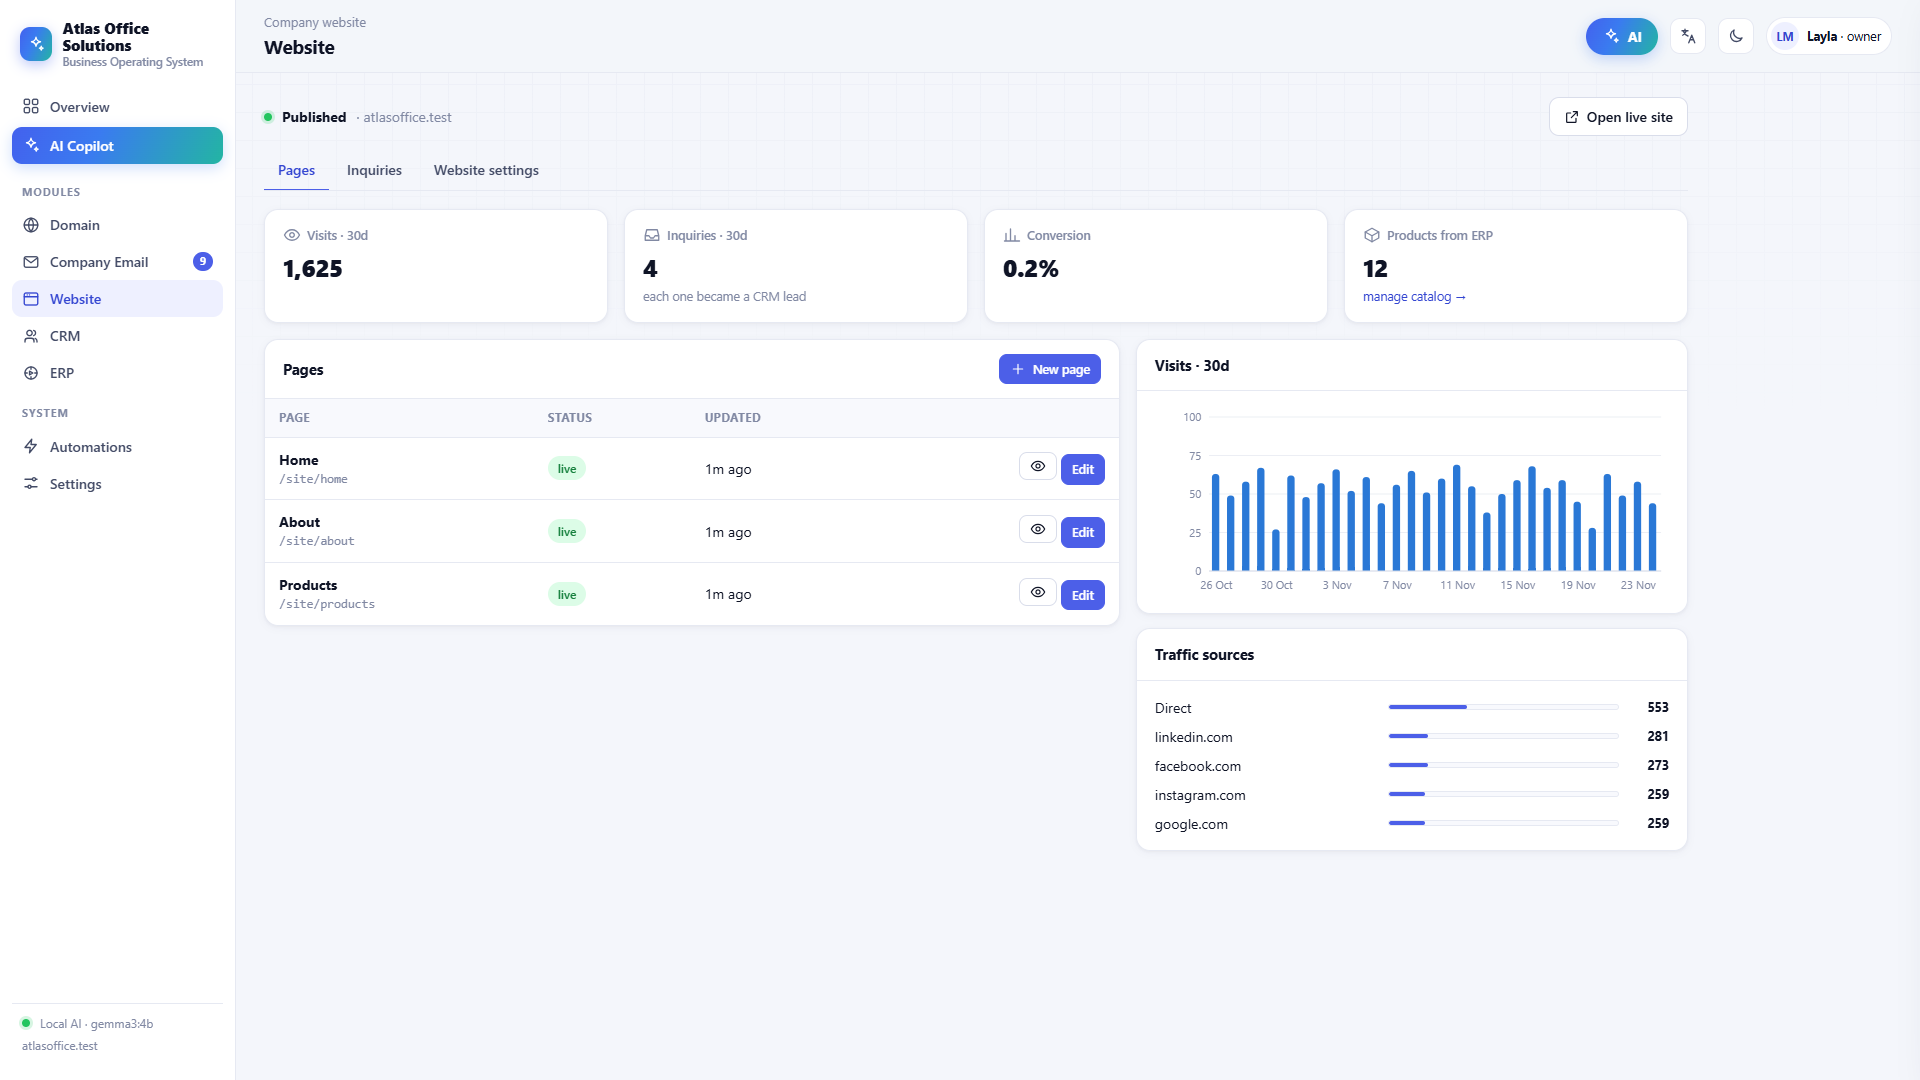 Atlas Office
Solutions
Business Operating System
Overview
AI Copilot
MODULES
Domain
Company Email 9
Website
CRM
ERP
SYSTEM
Automations
Settings
Local AI · gemma3:4b
atlasoffice.test
Company website
Website
AI
LM Layla · owner
Published · atlasoffice.test
Open live site
Pages Inquiries Website settings
Visits · 30d
1,625
Inquiries · 30d
4
each one became a CRM lead
Conversion
0.2%
Products from ERP
12
manage catalog →
Pages
New page
PAGE STATUS UPDATED
Home
/site/home
live 1m ago Edit
About
/site/about
live 1m ago Edit
Products
/site/products
live 1m ago Edit
Visits · 30d
100
75
50
25
0
26 Oct 30 Oct 3 Nov 7 Nov 11 Nov 15 Nov 19 Nov 23 Nov
Traffic sources
Direct 553
linkedin.com 281
facebook.com 273
instagram.com 259
google.com 259